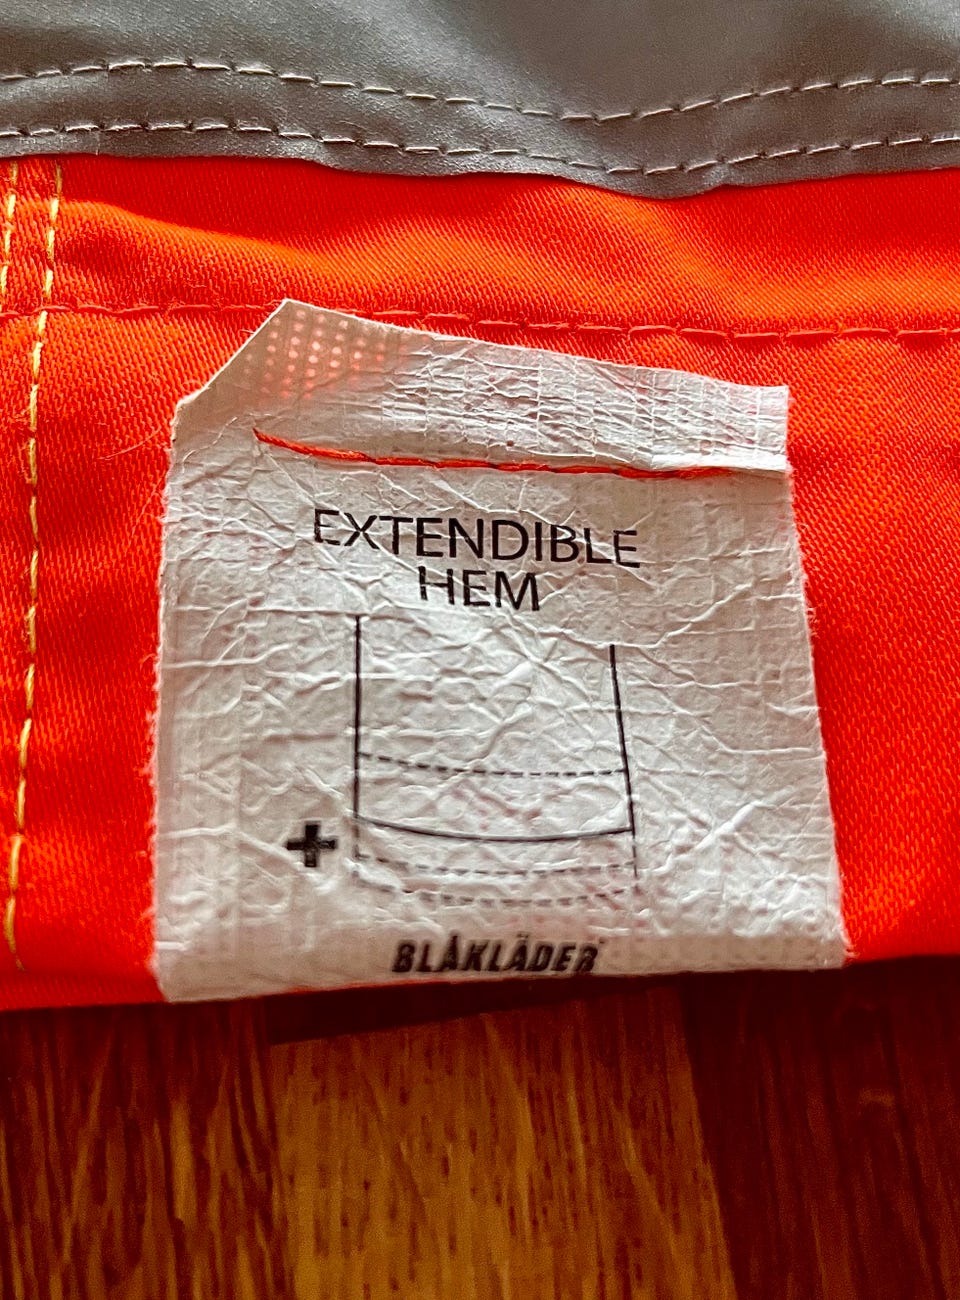 EXTENDIBLE
HEM
+
BLÅKLÄDER